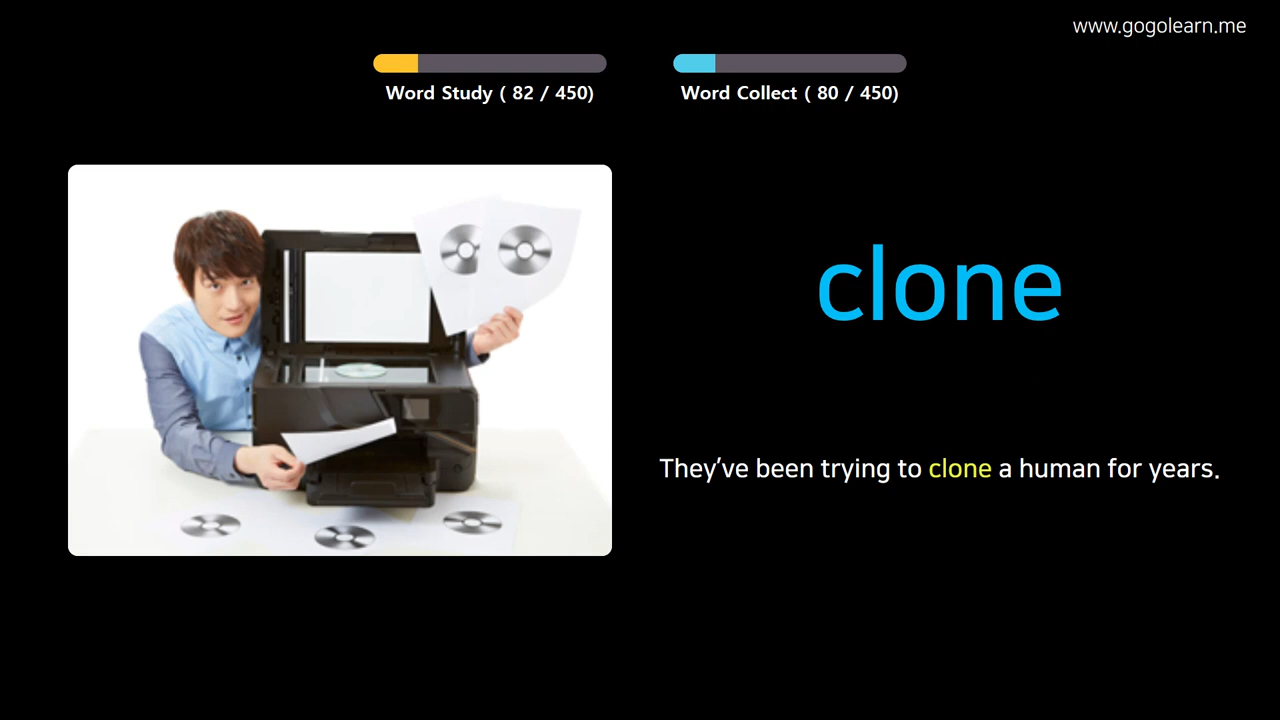 www.gogolearn.me
Word Study ( 82 / 450)
Word Collect ( 80 / 450)
clone
They’ve been trying to clone a human for years.